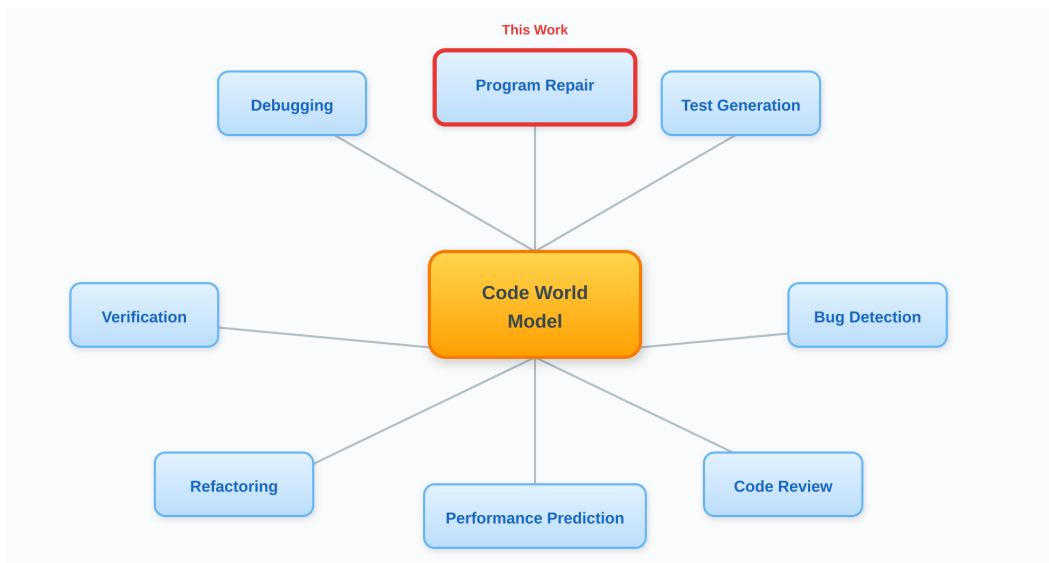 This Work
Program Repair
Debugging
Test Generation
Code World
Model
Verification
Bug Detection
Refactoring
Code Review
Performance Prediction